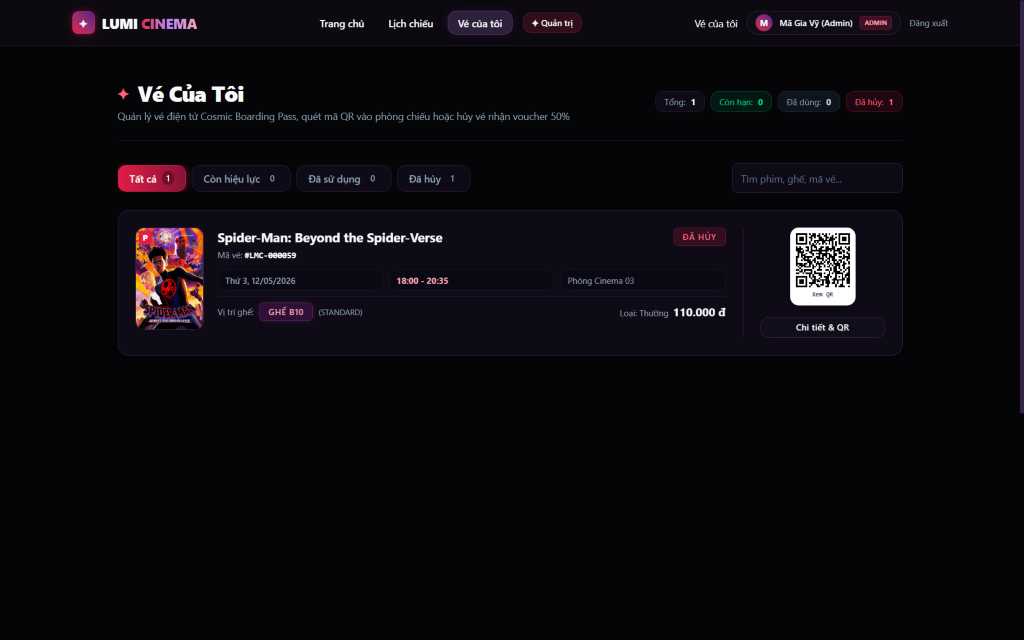 LUMI CINEMA
Trang chủ
Lịch chiếu
Vé của tôi
✦ Quản trị
Vé của tôi
M
Mã Gia Vỹ (Admin)
ADMIN
Đăng xuất
✦ Vé Của Tôi
Quản lý vé điện tử Cosmic Boarding Pass, quét mã QR vào phòng chiếu hoặc hủy vé nhận voucher 50%
Tổng: 1
Còn hạn: 0
Đã dùng: 0
Đã hủy: 1
Tất cả 1
Còn hiệu lực 0
Đã sử dụng 0
Đã hủy 1
Tìm phim, ghế, mã vé...
P
SPIDER-MAN
Spider-Man: Beyond the Spider-Verse
ĐÃ HỦY
Mã vé: #LMC-000059
Thứ 3, 12/05/2026
18:00 - 20:35
Phòng Cinema 03
Vị trí ghế: GHẾ B10 (STANDARD)
Loại: Thường 110.000 đ
Xem QR
Chi tiết & QR